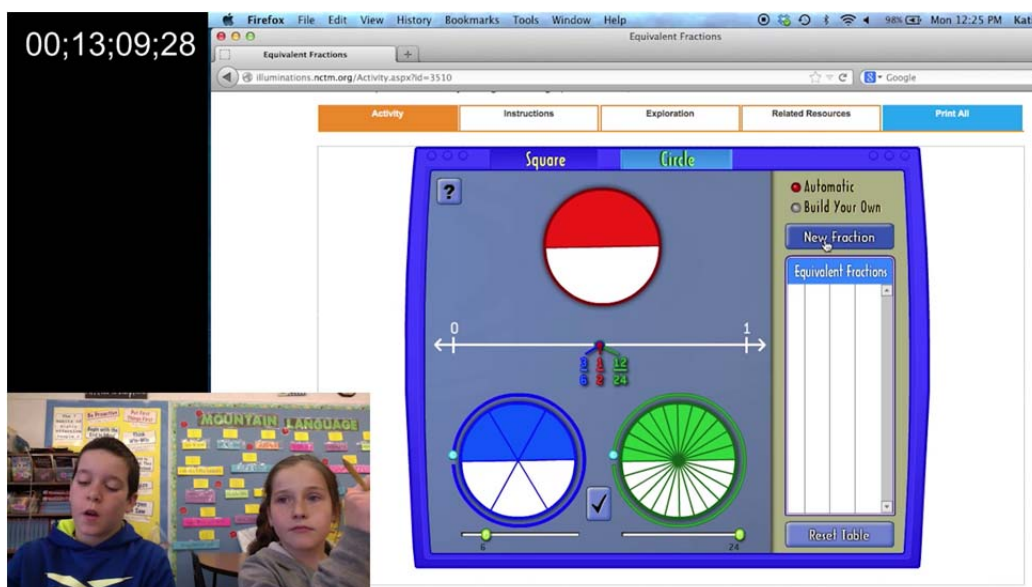 00;13;09;28
Firefox File Edit View History Bookmarks Tools Window Help 98% Mon 12:25 PM Kat
Equivalent Fractions
Equivalent Fractions +
illuminations.nctm.org/Activity.aspx?id=3510 Google
Activity Instructions Exploration Related Resources Print All
Square Circle
?
Automatic
Build Your Own
New Fraction
Equivalent Fractions
0 1
3 1 12
6 2 24
6 24
Reset Table
MOUNTAIN LANGUAGE
Be Proactive